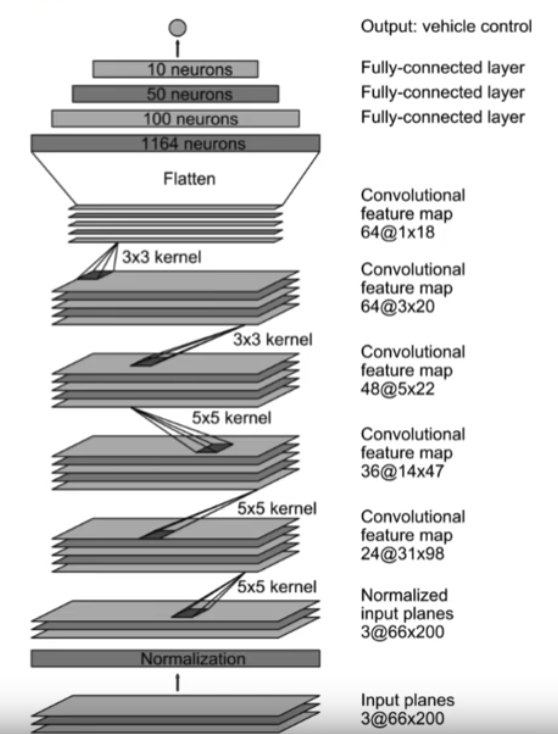 Output: vehicle control
10 neurons
Fully-connected layer
50 neurons
Fully-connected layer
100 neurons
Fully-connected layer
1164 neurons
Flatten
Convolutional
feature map
64@1x18
3x3 kernel
Convolutional
feature map
64@3x20
3x3 kernel
Convolutional
feature map
48@5x22
5x5 kernel
Convolutional
feature map
36@14x47
5x5 kernel
Convolutional
feature map
24@31x98
5x5 kernel
Normalized
input planes
3@66x200
Normalization
Input planes
3@66x200